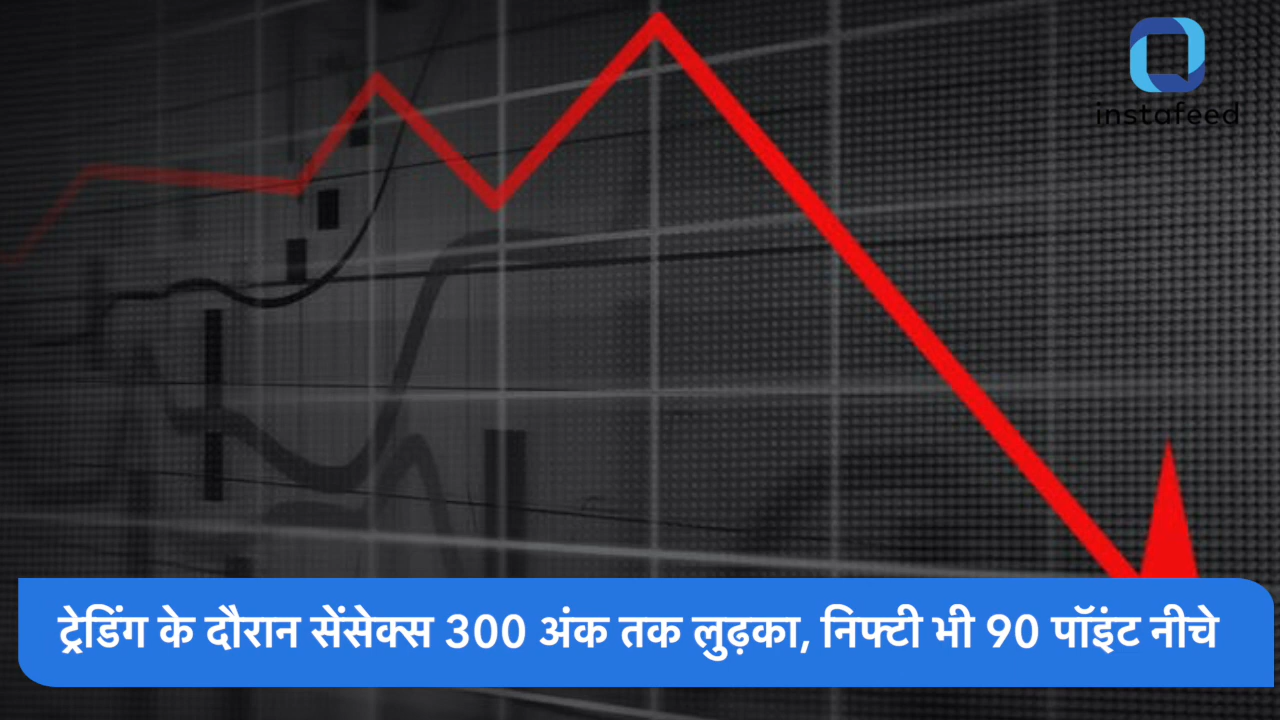 instafeed
ट्रेडिंग के दौरान सेंसेक्स 300 अंक तक लुढ़का, निफ्टी भी 90 पॉइंट नीचे